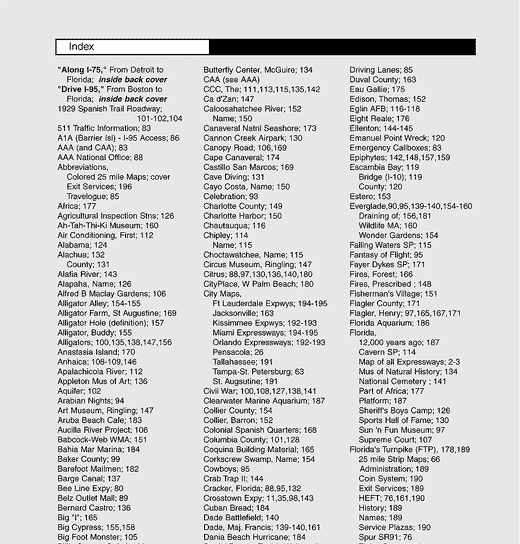 Index
"Along I-75," From Detroit to
Florida; inside back cover
"Drive I-95," From Boston to
Florida; inside back cover
1929 Spanish Trail Roadway;
101-102,104
511 Traffic Information; 83
A1A (Barrier Isl) - I-95 Access; 86
AAA (and CAA); 83
AAA National Office; 88
Abbreviations,
Colored 25 mile Maps; cover
Exit Services; 196
Travelogue; 85
Africa; 177
Agricultural Inspection Stns; 126
Ah-Tah-Thi-Ki Museum; 160
Air Conditioning, First; 112
Alabama; 124
Alachua; 132
County; 131
Alafia River; 143
Alapaha, Name; 126
Alfred B Maclay Gardens; 106
Alligator Alley; 154-155
Alligator Farm, St Augustine; 169
Alligator Hole (definition); 157
Alligator, Buddy; 155
Alligators; 100,135,138,147,156
Anastasia Island; 170
Anhaica; 108-109,146
Apalachicola River; 112
Appleton Mus of Art; 136
Aquifer; 102
Arabian Nights; 94
Art Museum, Ringling; 147
Aruba Beach Cafe; 183
Aucilla River Project; 106
Babcock-Web WMA; 151
Bahia Mar Marina; 184
Baker County; 99
Barefoot Mailmen; 182
Barge Canal; 137
Bee Line Expy; 80
Belz Outlet Mall; 89
Bernard Castro; 136
Big "I"; 165
Big Cypress; 155,158
Big Foot Monster; 105
Butterfly Center, McGuire; 134
CAA (see AAA)
CCC, The; 111,113,115,135,142
Ca d'Zan; 147
Caloosahatchee River; 152
Name; 150
Canaveral Natnl Seashore; 173
Cannon Creek Airpark; 130
Canopy Road; 106,169
Cape Canaveral; 174
Castillo San Marcos; 169
Cave Diving; 131
Cayo Costa, Name; 150
Celebration; 93
Charlotte County; 149
Charlotte Harbor; 150
Chautauqua; 116
Chipley; 114
Name; 115
Choctawatchee, Name; 115
Circus Museum, Ringling; 147
Citrus; 88,97,130,136,140,180
CityPlace, W Palm Beach; 180
City Maps,
Ft Lauderdale Expwys; 194-195
Jacksonville; 163
Kissimmee Expwys; 192-193
Miami Expressways; 194-195
Orlando Expressways; 192-193
Pensacola; 26
Tallahassee; 191
Tampa-St. Petersburg; 63
St. Augustine; 191
Civil War; 100,108,127,138,141
Clearwater Marine Aquarium; 187
Collier County; 154
Collier, Barron; 152
Colonial Spanish Quarters; 168
Columbia County; 101,128
Coquina Building Material; 165
Corkscrew Swamp, Name; 154
Cowboys; 95
Crab Trap II; 144
Cracker, Florida; 88,95,132
Crosstown Expy; 11,35,98,143
Cuban Bread; 184
Dade Battlefield; 140
Dade, Maj. Francis; 139-140,161
Dania Beach Hurricane; 184
Driving Lanes; 85
Duval County; 163
Eau Gallie; 175
Edison, Thomas; 152
Eglin AFB; 116-118
Eight Reale; 176
Ellenton; 144-145
Emanuel Point Wreck; 120
Emergency Callboxes; 83
Epiphytes; 142,148,157,159
Escambia Bay; 119
Bridge (I-10); 119
County; 120
Estero; 153
Everglade,90,95,139-140,154-160
Draining of; 156,181
Wildlife MA; 160
Wonder Gardens; 154
Falling Waters SP; 115
Fantasy of Flight; 95
Fayer Dykes SP; 171
Fires, Forest; 166
Fires, Prescribed ; 148
Fisherman's Village; 151
Flagler County; 171
Flagler, Henry; 97,165,167,171
Florida Aquarium; 186
Florida,
12,000 years ago; 187
Cavern SP; 114
Map of all Expressways; 2-3
Mus of Natural History; 134
National Cemetery ; 141
Part of Africa; 177
Platform; 187
Sheriff's Boys Camp; 126
Sports Hall of Fame; 130
Sun 'n Fun Museum; 97
Supreme Court; 107
Florida's Turnpike (FTP), 178,189
25 mile Strip Maps; 66
Administration; 189
Coin System; 190
Exit Services; 189
HEFT; 76,161,190
History; 189
Names; 189
Service Plazas; 190
Spur SR91; 76